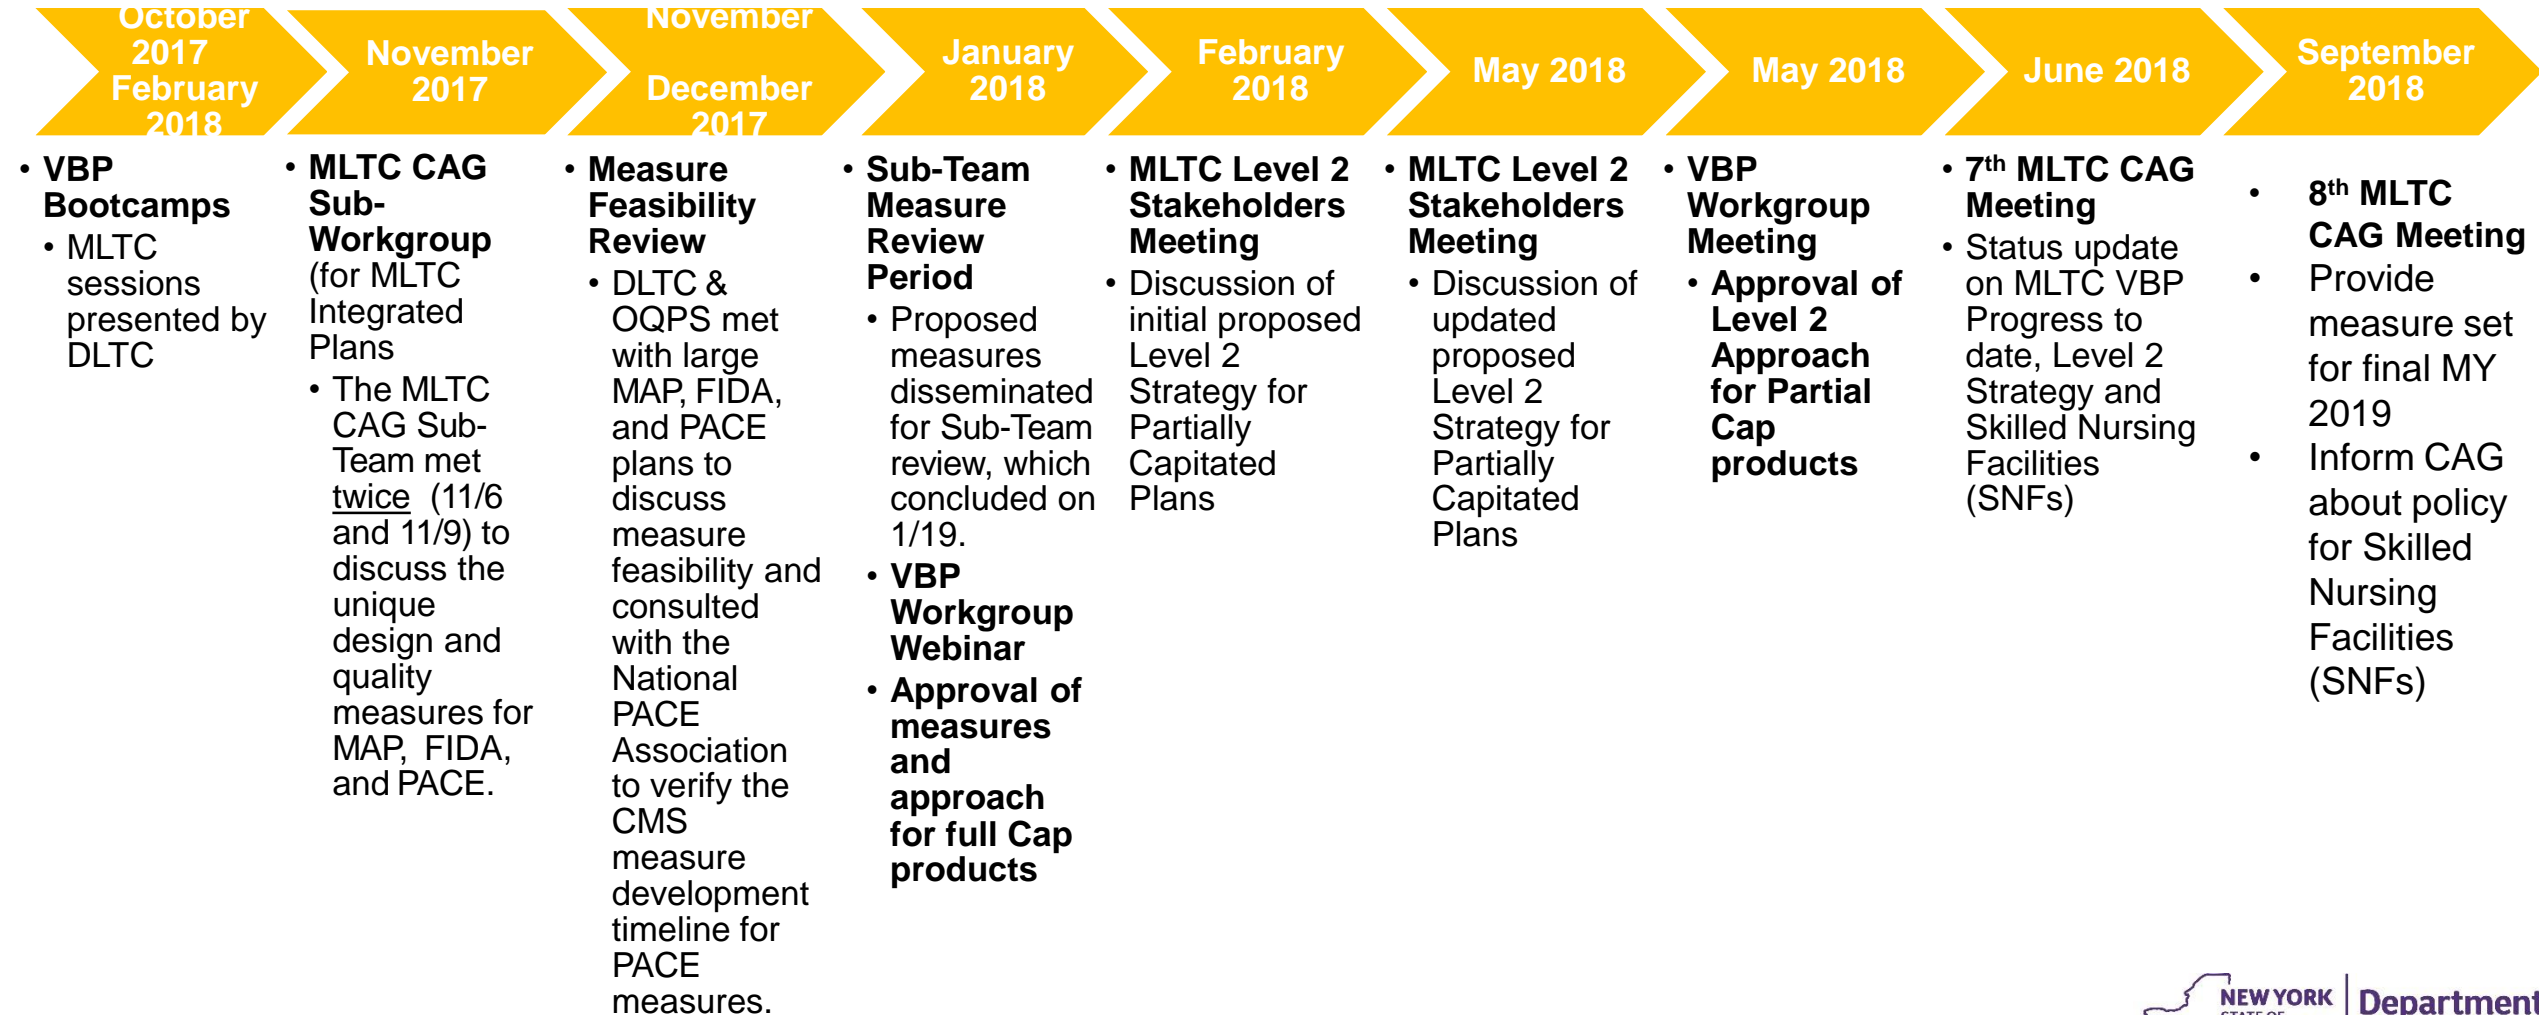 October
2017
February
2018
November
2017
November
December
2017
January
2018
February
2018
May 2018
May 2018
June 2018
September
2018
• VBP
Bootcamps
• MLTC
sessions
presented by
DLTC
• MLTC CAG
Sub-
Workgroup
(for MLTC
Integrated
Plans
• The MLTC
CAG Sub-
Team met
twice (11/6
and 11/9) to
discuss the
unique
design and
quality
measures for
MAP, FIDA,
and PACE.
• Measure
Feasibility
Review
• DLTC &
OQPS met
with large
MAP, FIDA,
and PACE
plans to
discuss
measure
feasibility and
consulted
with the
National
PACE
Association
to verify the
CMS
measure
development
timeline for
PACE
measures.
• Sub-Team
Measure
Review
Period
• Proposed
measures
disseminated
for Sub-Team
review, which
concluded on
1/19.
• VBP
Workgroup
Webinar
• Approval of
measures
and
approach
for full Cap
products
• MLTC Level 2
Stakeholders
Meeting
• Discussion of
initial proposed
Level 2
Strategy for
Partially
Capitated
Plans
• MLTC Level 2
Stakeholders
Meeting
• Discussion of
updated
proposed
Level 2
Strategy for
Partially
Capitated
Plans
• VBP
Workgroup
Meeting
• Approval of
Level 2
Approach
for Partial
Cap
products
• 7th MLTC CAG
Meeting
• Status update
on MLTC VBP
Progress to
date, Level 2
Strategy and
Skilled Nursing
Facilities
(SNFs)
• 8th MLTC
CAG Meeting
• Provide
measure set
for final MY
2019
• Inform CAG
about policy
for Skilled
Nursing
Facilities
(SNFs)
NEW YORK
STATE OF
Department